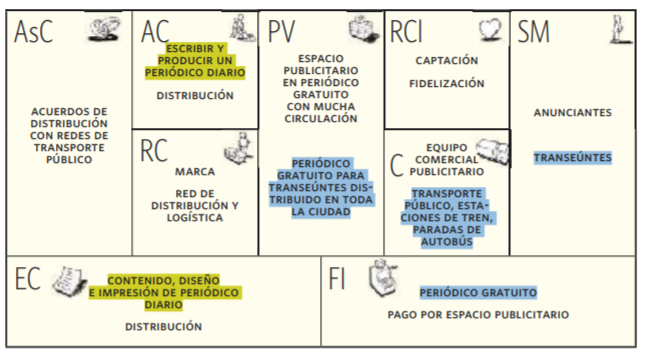 AsC
ACUERDOS DE
DISTRIBUCIÓN
CON REDES DE
TRANSPORTE
PÚBLICO
AC
ESCRIBIR Y
PRODUCIR UN
PERIÓDICO DIARIO
DISTRIBUCIÓN
RC
MARCA
RED DE
DISTRIBUCIÓN Y
LOGÍSTICA
PV
ESPACIO
PUBLICITARIO
EN PERIÓDICO
GRATUITO
CON MUCHA
CIRCULACIÓN
PERIÓDICO
GRATUITO PARA
TRANSEÚNTES DIS-
TRIBUIDO EN TODA
LA CIUDAD
RCl
CAPTACIÓN
FIDELIZACIÓN
C
EQUIPO
COMERCIAL
PUBLICITARIO
TRANSPORTE
PÚBLICO, ESTA-
CIONES DE TREN,
PARADAS DE
AUTOBÚS
SM
ANUNCIANTES
TRANSEÚNTES
EC
CONTENIDO, DISEÑO
E IMPRESIÓN DE PERIÓDICO
DIARIO
DISTRIBUCIÓN
FI
PERIÓDICO GRATUITO
PAGO POR ESPACIO PUBLICITARIO